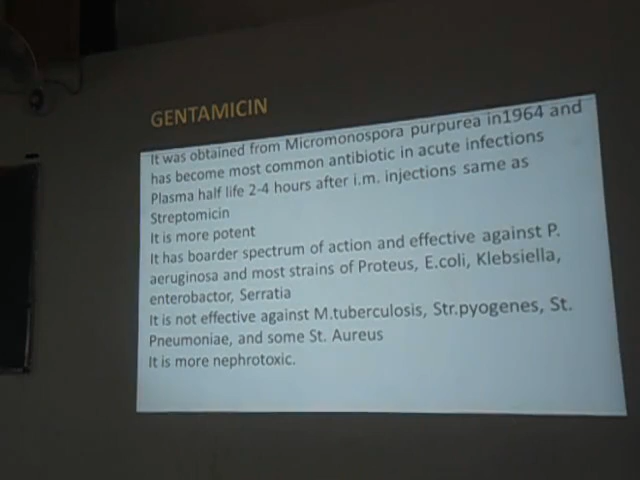 GENTAMICIN
It was obtained from Micromonospora purpurea in1964 and
has become most common antibiotic in acute infections
Plasma half life 2-4 hours after i.m. injections same as
Streptomicin
It is more potent
It has boarder spectrum of action and effective against P.
aeruginosa and most strains of Proteus, E.coli, Klebsiella,
enterobactor, Serratia
It is not effective against M.tuberculosis, Str.pyogenes, St.
Pneumoniae, and some St. Aureus
It is more nephrotoxic.